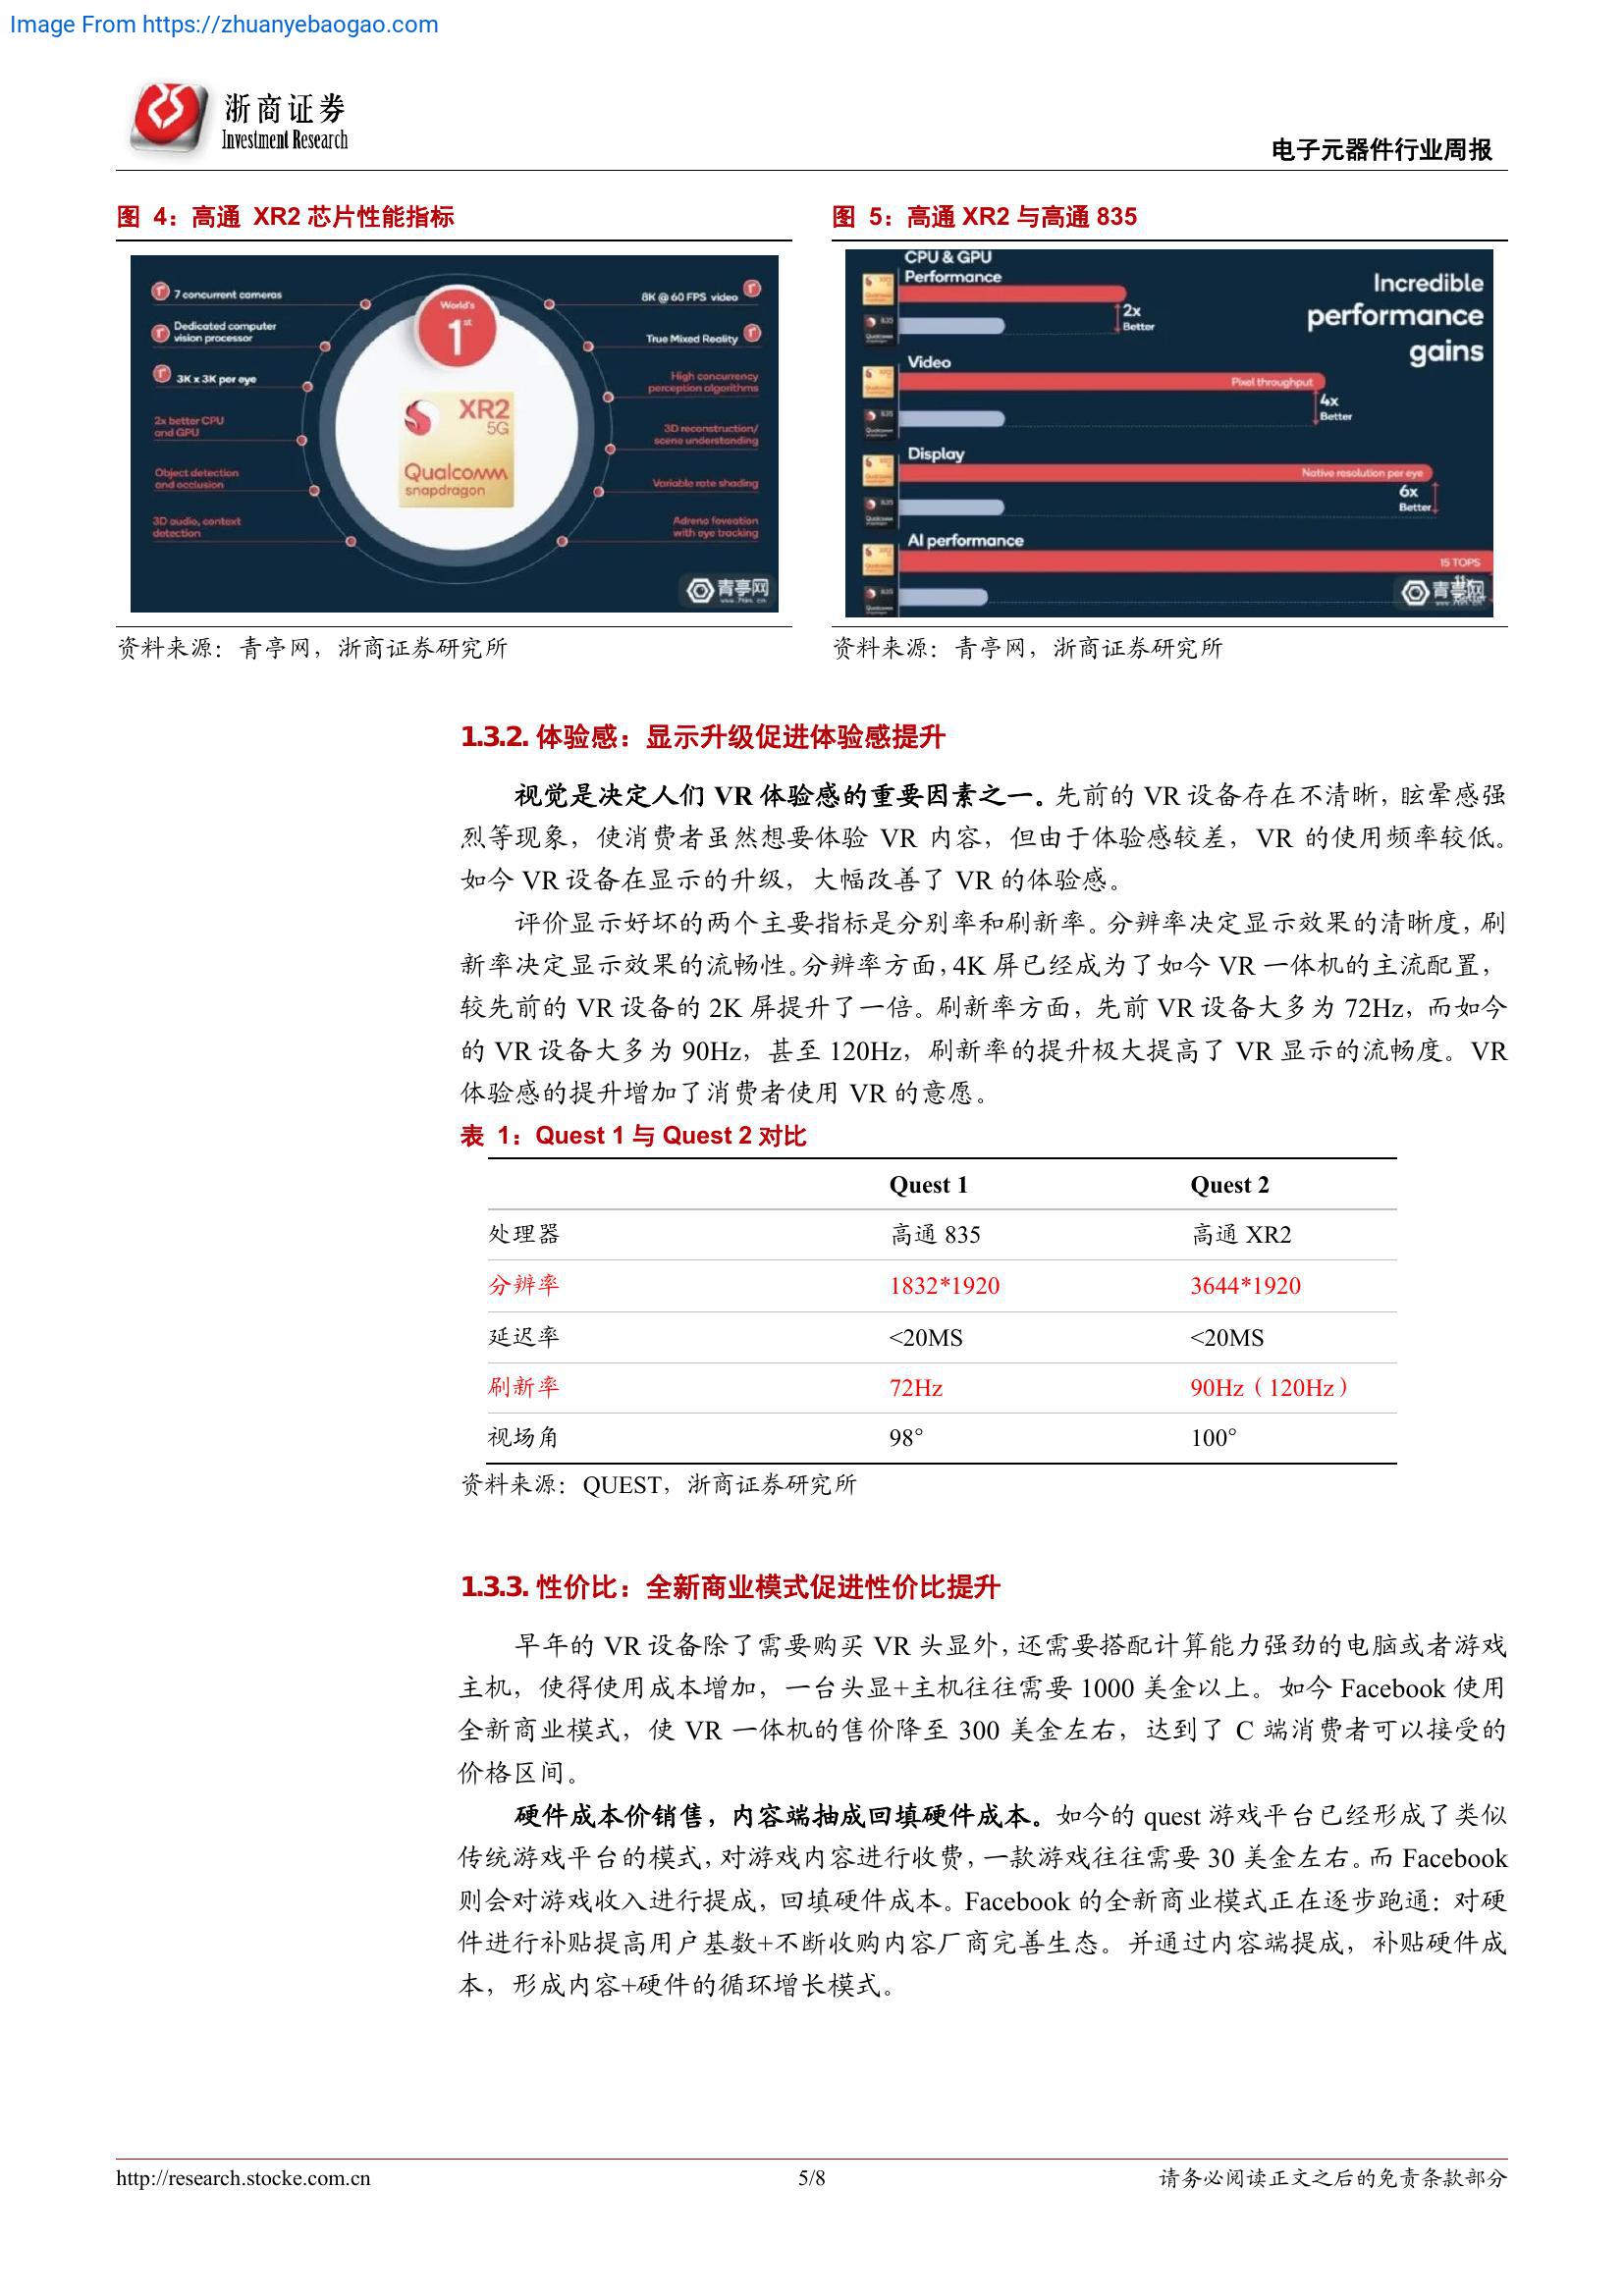 Image From https://zhuanyebaogao.com
浙商证券
Investment Research
电子元器件行业周报
图 4：高通 XR2 芯片性能指标
7 concurrent cameras
Dedicated computer
vision processor
3K x 3K per eye
2x better CPU
and GPU
Object detection
and occlusion
3D audio, context
detection
World's
1st
XR2
5G
Qualcomm
snapdragon
8K @ 60 FPS video
True Mixed Reality
High concurrency
perception algorithms
3D reconstruction/
scene understanding
Variable rate shading
Adreno foveation
with eye tracking
青亭网
资料来源：青亭网，浙商证券研究所
图 5：高通 XR2 与高通 835
CPU & GPU
Performance
Incredible
performance
gains
2x
Better
Video
Pixel throughput
4x
Better
Display
Native resolution per eye
6x
Better
AI performance
15 TOPS
11x
青亭网
资料来源：青亭网，浙商证券研究所
1.3.2. 体验感：显示升级促进体验感提升
视觉是决定人们 VR 体验感的重要因素之一。先前的 VR 设备存在不清晰，眩晕感强
烈等现象，使消费者虽然想要体验 VR 内容，但由于体验感较差，VR 的使用频率较低。
如今 VR 设备在显示的升级，大幅改善了 VR 的体验感。
评价显示好坏的两个主要指标是分别率和刷新率。分辨率决定显示效果的清晰度，刷
新率决定显示效果的流畅性。分辨率方面，4K 屏已经成为了如今 VR 一体机的主流配置，
较先前的 VR 设备的 2K 屏提升了一倍。刷新率方面，先前 VR 设备大多为 72Hz，而如今
的 VR 设备大多为 90Hz，甚至 120Hz，刷新率的提升极大提高了 VR 显示的流畅度。VR
体验感的提升增加了消费者使用 VR 的意愿。
表 1：Quest 1 与 Quest 2 对比
Quest 1 Quest 2
处理器 高通 835 高通 XR2
分辨率 1832*1920 3644*1920
延迟率 <20MS <20MS
刷新率 72Hz 90Hz（120Hz）
视场角 98° 100°
资料来源：QUEST，浙商证券研究所
1.3.3. 性价比：全新商业模式促进性价比提升
早年的 VR 设备除了需要购买 VR 头显外，还需要搭配计算能力强劲的电脑或者游戏
主机，使得使用成本增加，一台头显+主机往往需要 1000 美金以上。如今 Facebook 使用
全新商业模式，使 VR 一体机的售价降至 300 美金左右，达到了 C 端消费者可以接受的
价格区间。
硬件成本价销售，内容端抽成回填硬件成本。如今的 quest 游戏平台已经形成了类似
传统游戏平台的模式，对游戏内容进行收费，一款游戏往往需要 30 美金左右。而 Facebook
则会对游戏收入进行提成，回填硬件成本。Facebook 的全新商业模式正在逐步跑通：对硬
件进行补贴提高用户基数+不断收购内容厂商完善生态。并通过内容端提成，补贴硬件成
本，形成内容+硬件的循环增长模式。
http://research.stocke.com.cn
5/8
请务必阅读正文之后的免责条款部分